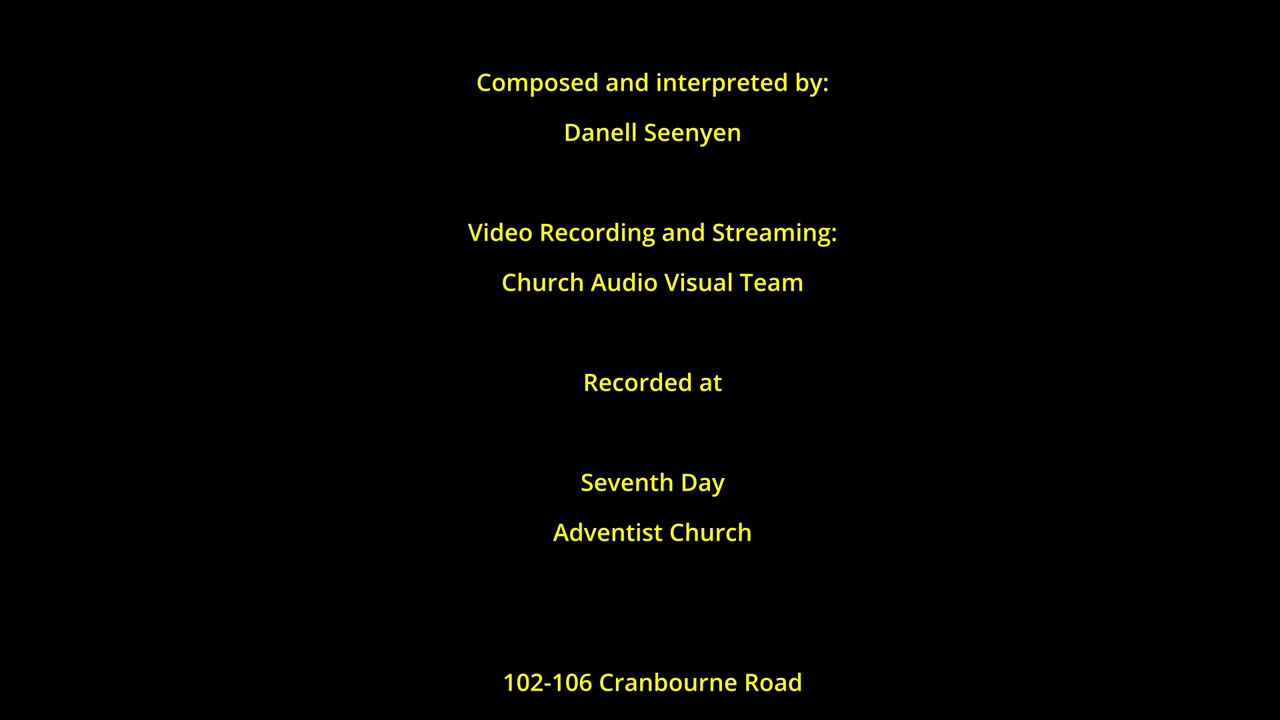 Composed and interpreted by:
Danell Seenyen
Video Recording and Streaming:
Church Audio Visual Team
Recorded at
Seventh Day
Adventist Church
102-106 Cranbourne Road